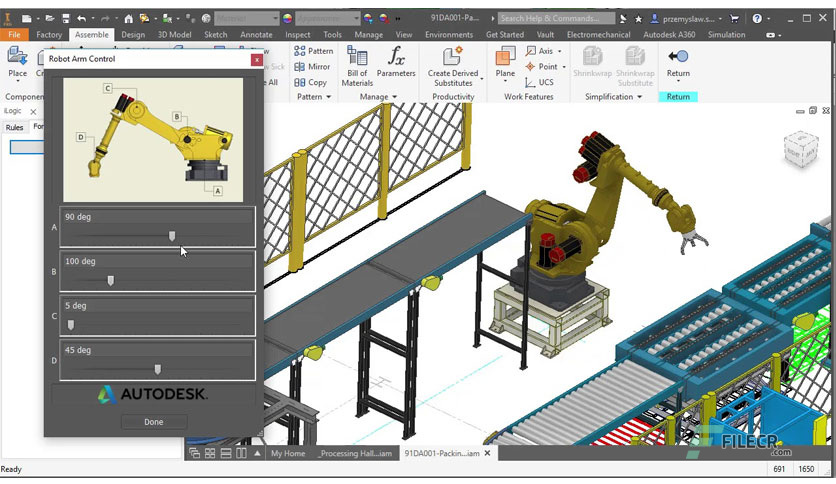 Material
Appearance
91DA001-Pa...
Search Help & Commands...
przemyslaw.s...
File Factory Assemble Design 3D Model Sketch Annotate Inspect Tools Manage View Environments Get Started Vault Electromechanical Autodesk A360 Simulation
Robot Arm Control
Place
Component
Pattern
Mirror
Copy
Pattern
Bill of Materials
Parameters
Manage
Create Derived Substitutes
Productivity
Plane
Axis
Point
UCS
Work Features
Shrinkwrap
Shrinkwrap Substitute
Simplification
Return
Return
iLogic
Rules
C
B
D
A
A
90 deg
B
100 deg
C
5 deg
D
45 deg
AUTODESK.
Done
FILECR
.com
My Home
_Processing Hall...iam
91DA001-Packin...iam
Ready
691
1650